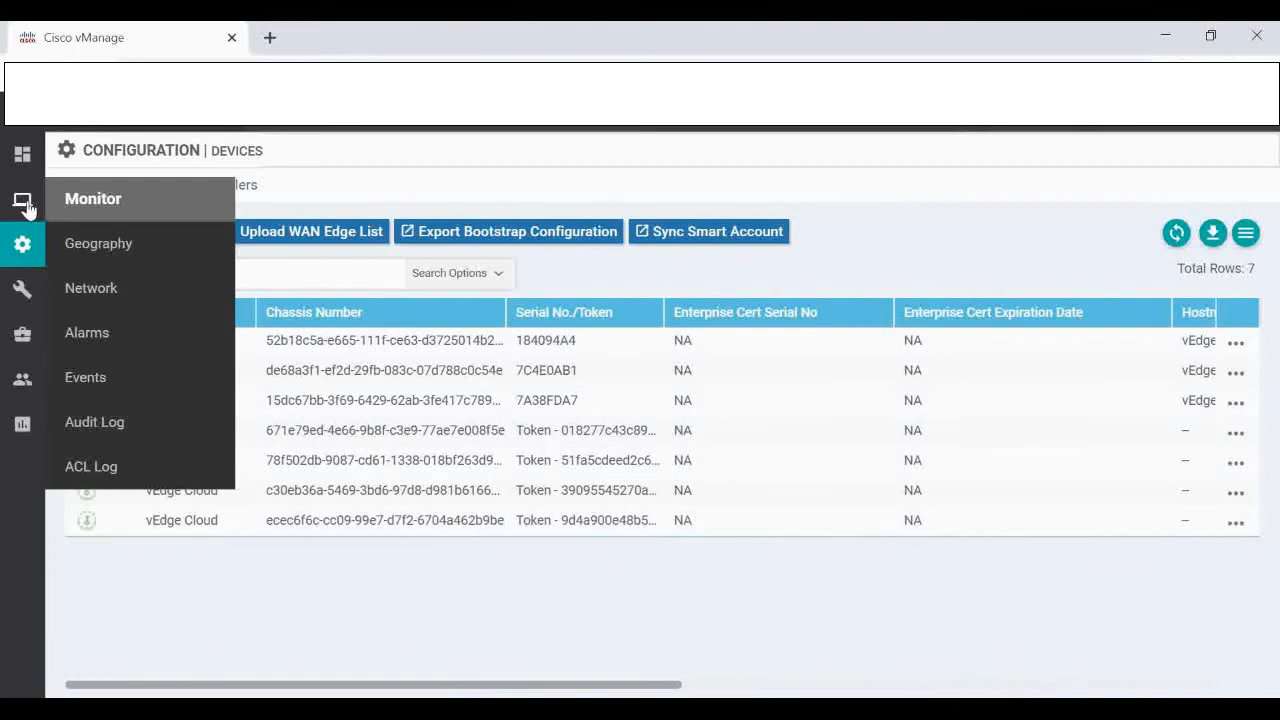 Cisco vManage
CONFIGURATION | DEVICES
Monitor
Geography
Network
Alarms
Events
Audit Log
ACL Log
Upload WAN Edge List
Export Bootstrap Configuration
Sync Smart Account
Search Options
Total Rows: 7
Chassis Number Serial No./Token Enterprise Cert Serial No Enterprise Cert Expiration Date Hostn
52b18c5a-e665-111f-ce63-d3725014b2... 184094A4 NA NA vEdge ...
de68a3f1-ef2d-29fb-083c-07d788c0c54e 7C4E0AB1 NA NA vEdge ...
15dc67bb-3f69-6429-62ab-3fe417c789... 7A38FDA7 NA NA vEdge ...
671e79ed-4e66-9b8f-c3e9-77ae7e008f5e Token - 018277c43c89... NA NA – ...
78f502db-9087-cd61-1338-018bf263d9... Token - 51fa5cdeed2c6... NA NA – ...
vEdge Cloud c30eb36a-5469-3bd6-97d8-d981b6166... Token - 39095545270a... NA NA – ...
vEdge Cloud ecec6f6c-cc09-99e7-d7f2-6704a462b9be Token - 9d4a900e48b5... NA NA – ...